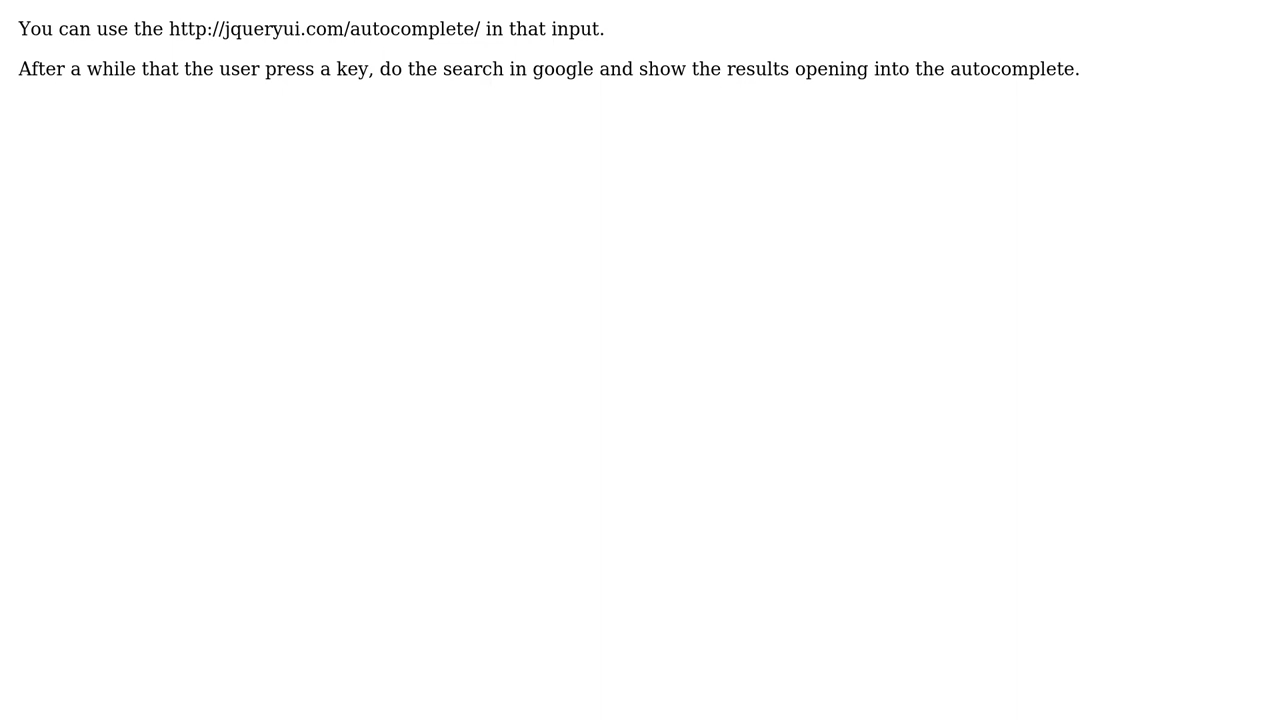 You can use the http://jqueryui.com/autocomplete/ in that input.
After a while that the user press a key, do the search in google and show the results opening into the autocomplete.